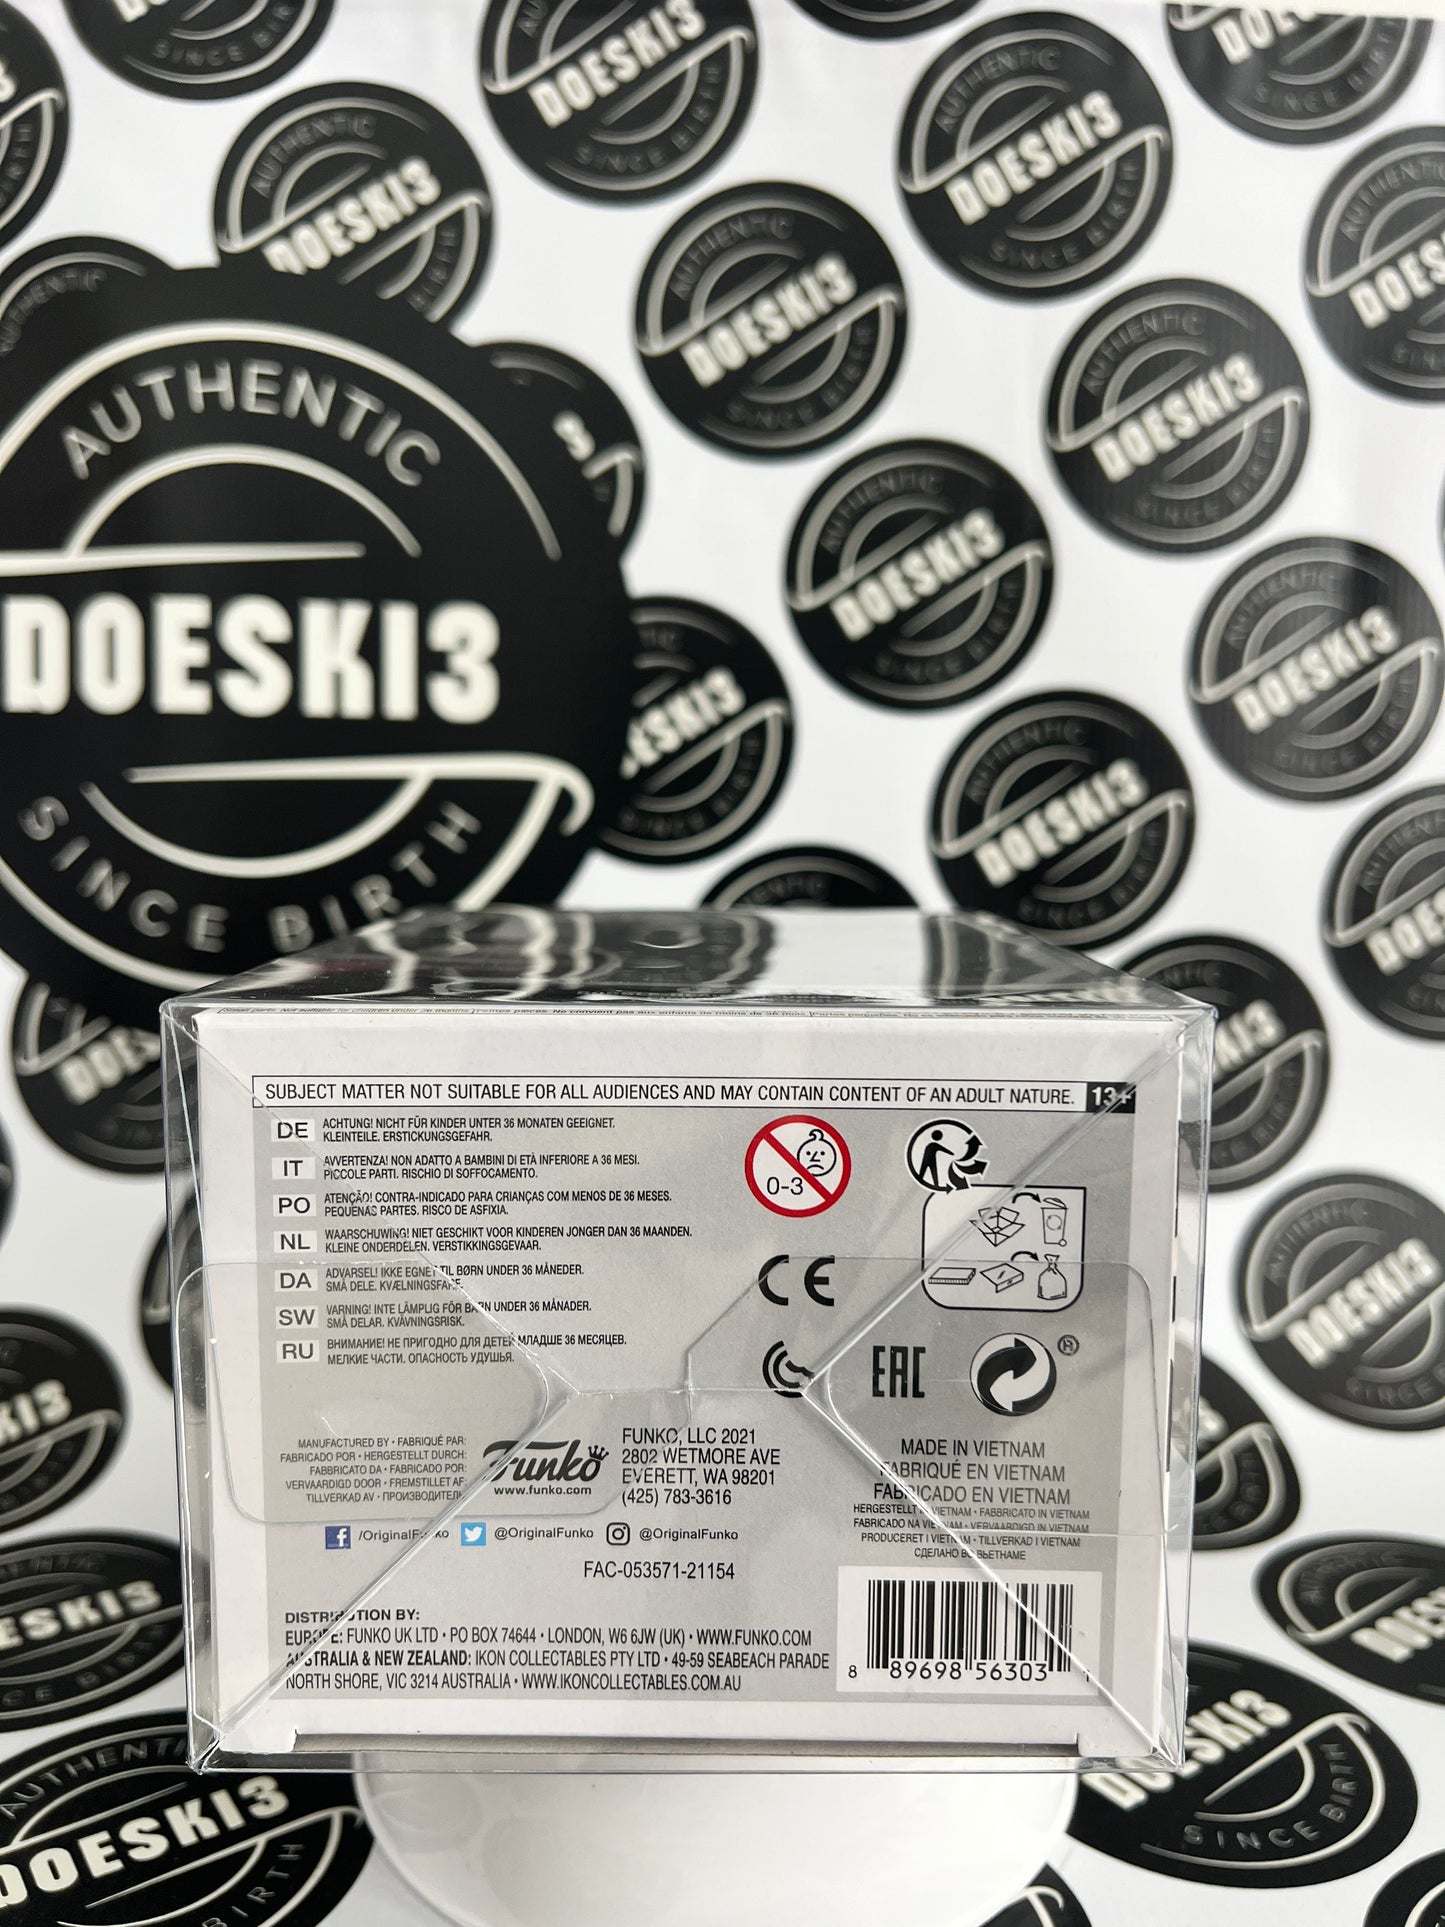 AUTHENTIC
DOESKI3
SINCE BIRTH
SUBJECT MATTER NOT SUITABLE FOR ALL AUDIENCES AND MAY CONTAIN CONTENT OF AN ADULT NATURE. 13+
DE ACHTUNG! NICHT FÜR KINDER UNTER 36 MONATEN GEEIGNET.
KLEINTEILE. ERSTICKUNGSGEFAHR.
IT AVVERTENZA! NON ADATTO A BAMBINI DI ETÀ INFERIORE A 36 MESI.
PICCOLE PARTI. RISCHIO DI SOFFOCAMENTO.
PO ATENÇÃO! CONTRA-INDICADO PARA CRIANÇAS COM MENOS DE 36 MESES.
PEQUENAS PARTES. RISCO DE ASFIXIA.
NL WAARSCHUWING! NIET GESCHIKT VOOR KINDEREN JONGER DAN 36 MAANDEN.
KLEINE ONDERDELEN. VERSTIKKINGSGEVAAR.
DA ADVARSEL! IKKE EGNET TIL BØRN UNDER 36 MÅNEDER.
SMÅ DELE. KVÆLNINGSFARE.
SW VARNING! INTE LÄMPLIG FÖR BARN UNDER 36 MÅNADER.
SMÅ DELAR. KVÄVNINGSRISK.
RU ВНИМАНИЕ! НЕ ПРИГОДНО ДЛЯ ДЕТЕЙ МЛАДШЕ 36 МЕСЯЦЕВ.
МЕЛКИЕ ЧАСТИ. ОПАСНОСТЬ УДУШЬЯ.
0-3
CE
EAC
®
MANUFACTURED BY • FABRIQUÉ PAR:
FABRICADO POR • HERGESTELLT DURCH:
FABBRICATO DA • FABRICADO POR:
VERVAARDIGD DOOR • FREMSTILLET AF:
TILLVERKAD AV • ПРОИЗВОДИТЕЛЬ
Funko
www.funko.com
FUNKO, LLC 2021
2802 WETMORE AVE
EVERETT, WA 98201
(425) 783-3616
MADE IN VIETNAM
FABRIQUÉ EN VIETNAM
FABRICADO EN VIETNAM
HERGESTELLT IN VIETNAM • FABBRICATO IN VIETNAM
FABRICADO NA VIETNAM • VERVAARDIGD IN VIETNAM
PRODUCERET I VIETNAM • TILLVERKAD I VIETNAM
СДЕЛАНО ВО ВЬЕТНАМЕ
/OriginalFunko @OriginalFunko @OriginalFunko
FAC-053571-21154
DISTRIBUTION BY:
EUROPE: FUNKO UK LTD • PO BOX 74644 • LONDON, W6 6JW (UK) • WWW.FUNKO.COM
AUSTRALIA & NEW ZEALAND: IKON COLLECTABLES PTY LTD • 49-59 SEABEACH PARADE
NORTH SHORE, VIC 3214 AUSTRALIA • WWW.IKONCOLLECTABLES.COM.AU
8 89698 56303 1